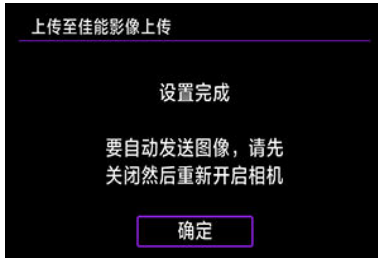 上传至佳能影像上传
设置完成
要自动发送图像，请先
关闭然后重新开启相机
确定